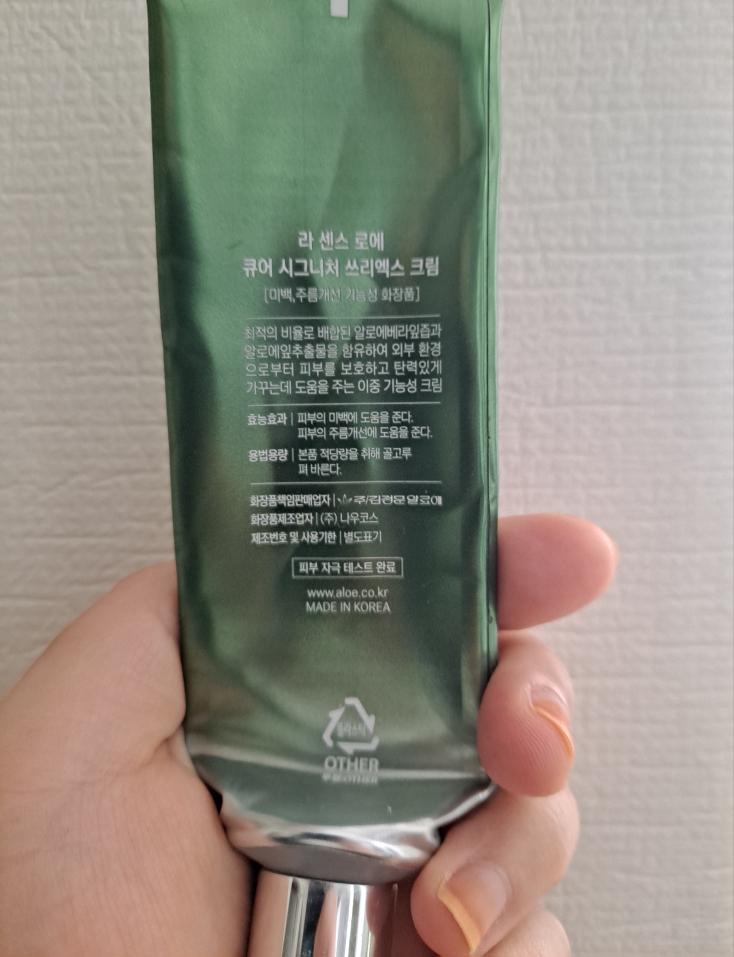 라 센스 로에
큐어 시그니처 쓰리엑스 크림
[미백,주름개선 기능성 화장품]
최적의 비율로 배합된 알로에베라잎즙과
알로에잎추출물을 함유하여 외부 환경
으로부터 피부를 보호하고 탄력있게
가꾸는데 도움을 주는 이중 기능성 크림
효능효과 | 피부의 미백에 도움을 준다.
피부의 주름개선에 도움을 준다.
용법용량 | 본품 적당량을 취해 골고루
펴 바른다.
화장품책임판매업자 | 주/김정문알로에
화장품제조업자 | (주) 나우코스
제조번호 및 사용기한 | 별도표기
피부 자극 테스트 완료
www.aloe.co.kr
MADE IN KOREA
플라스틱
OTHER